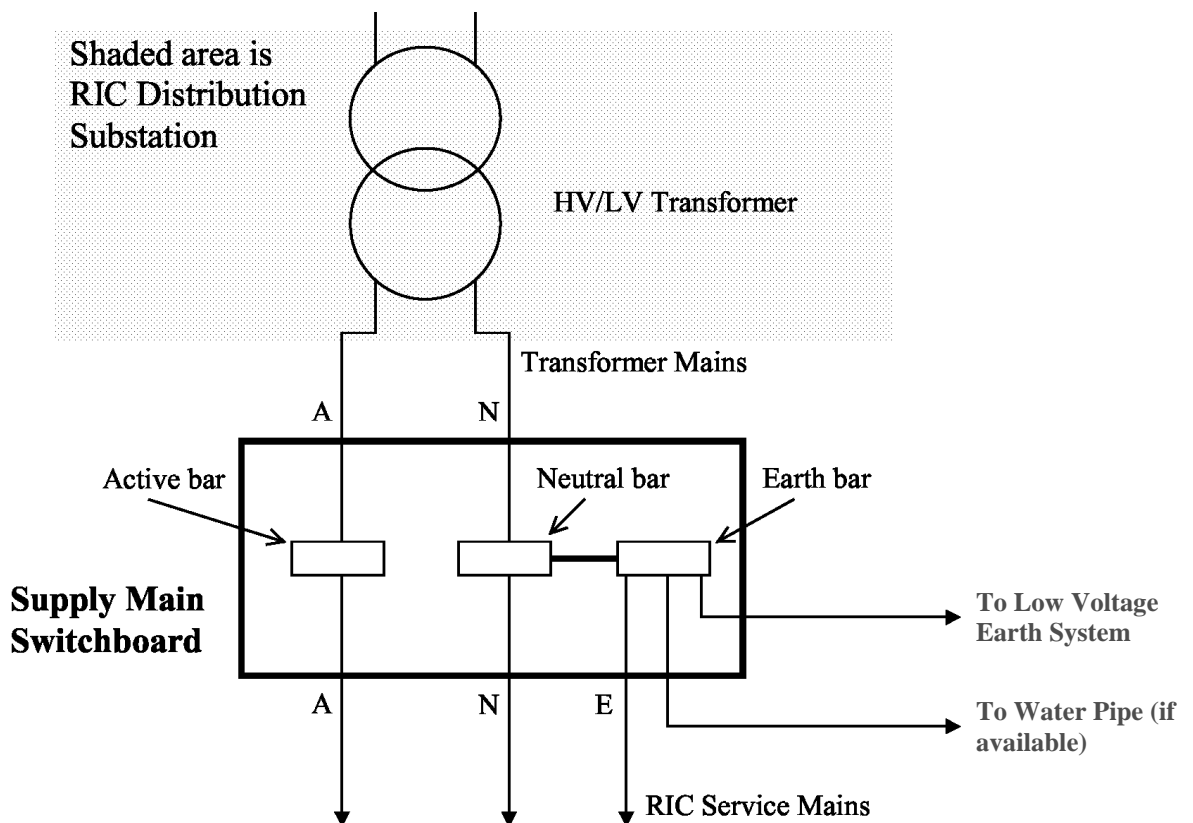 Shaded area is
RIC Distribution
Substation
HV/LV Transformer
Transformer Mains
A
N
Active bar
Neutral bar
Earth bar
Supply Main
Switchboard
To Low Voltage
Earth System
A
N
E
To Water Pipe (if
available)
RIC Service Mains